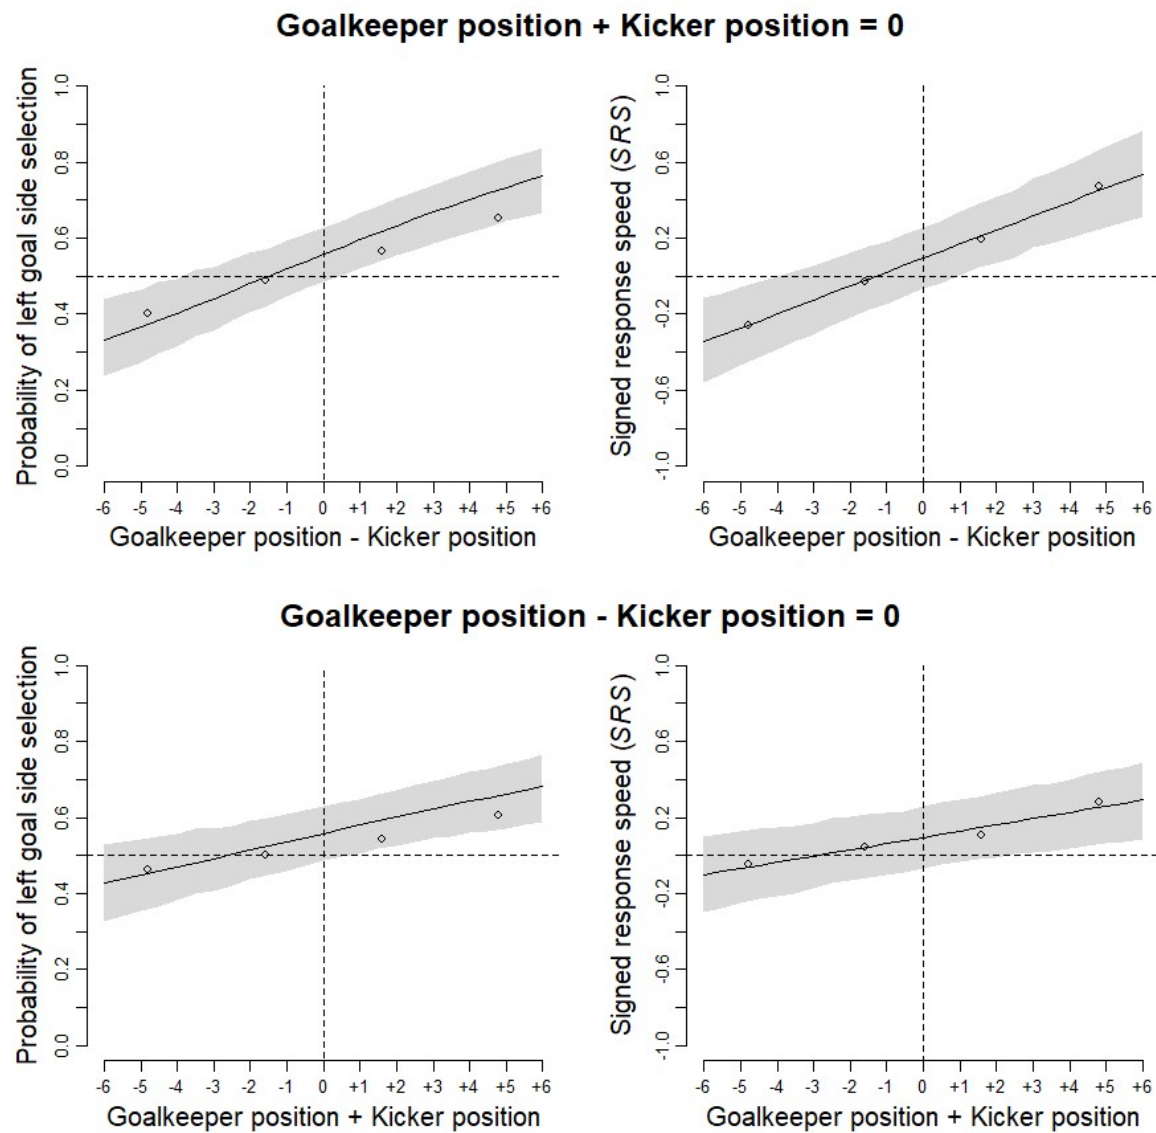 Goalkeeper position + Kicker position = 0
Probability of left goal side selection
1.0
0.8
0.6
0.4
0.2
0.0
-6 -5 -4 -3 -2 -1 0 +1 +2 +3 +4 +5 +6
Goalkeeper position - Kicker position
Signed response speed (SRS)
1.0
0.6
0.2
-0.2
-0.6
-1.0
-6 -5 -4 -3 -2 -1 0 +1 +2 +3 +4 +5 +6
Goalkeeper position - Kicker position
Goalkeeper position - Kicker position = 0
Probability of left goal side selection
1.0
0.8
0.6
0.4
0.2
0.0
-6 -5 -4 -3 -2 -1 0 +1 +2 +3 +4 +5 +6
Goalkeeper position + Kicker position
Signed response speed (SRS)
1.0
0.6
0.2
-0.2
-0.6
-1.0
-6 -5 -4 -3 -2 -1 0 +1 +2 +3 +4 +5 +6
Goalkeeper position + Kicker position